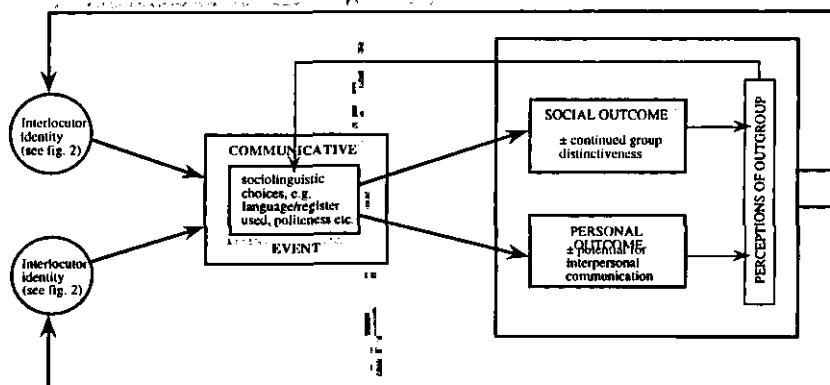 Interlocutor
identity
(see fig. 2)
COMMUNICATIVE
sociolinguistic
choices, e.g.
language/register
used, politeness etc.
EVENT
Interlocutor
identity
(see fig. 2)
SOCIAL OUTCOME
± continued group
distinctiveness
PERSONAL
OUTCOME
± potential for
interpersonal
communication
PERCEPTIONS OF OUTGROUP